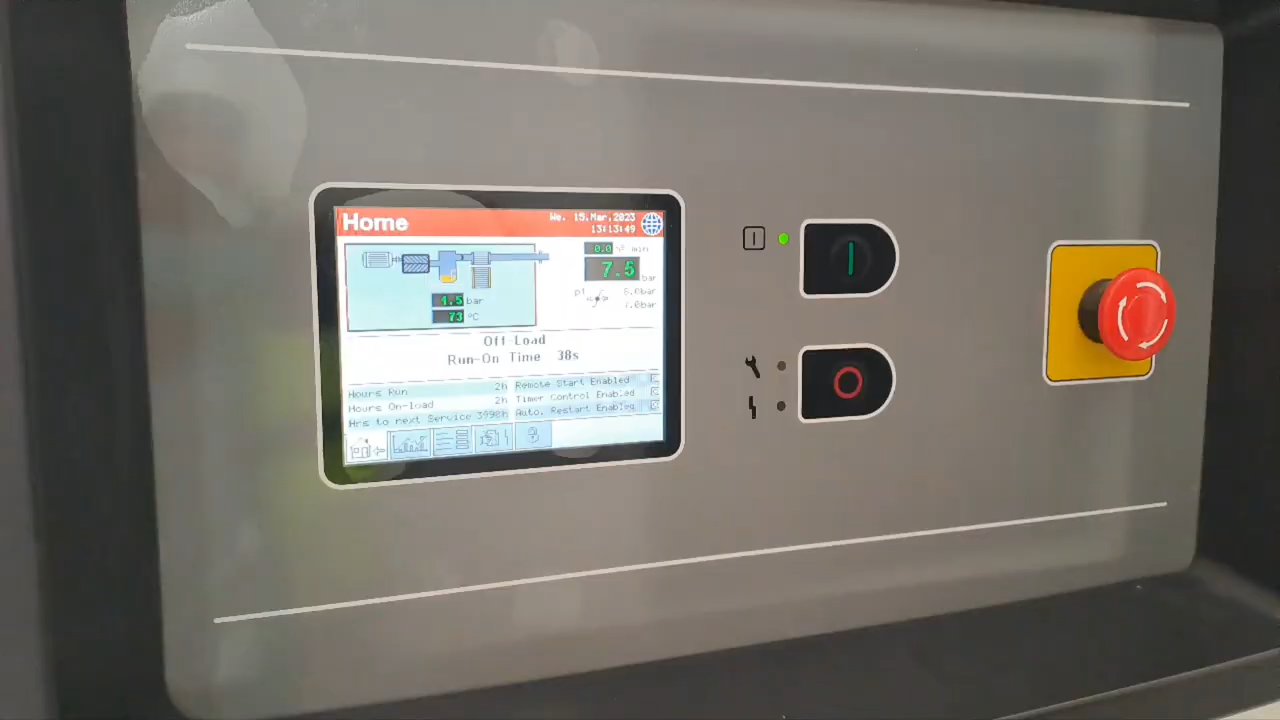 Home
We. 15.Mar.2023
13:13:49
0.0 m³ min
7.5 bar
p1 8.0bar
7.0bar
1.5 bar
73 °C
Off-Load
Run-On Time 38s
Hours Run 2h
Hours On-load 2h
Hrs to next Service 3998h
Remote Start Enabled
Timer Control Enabled
Auto. Restart Enabled